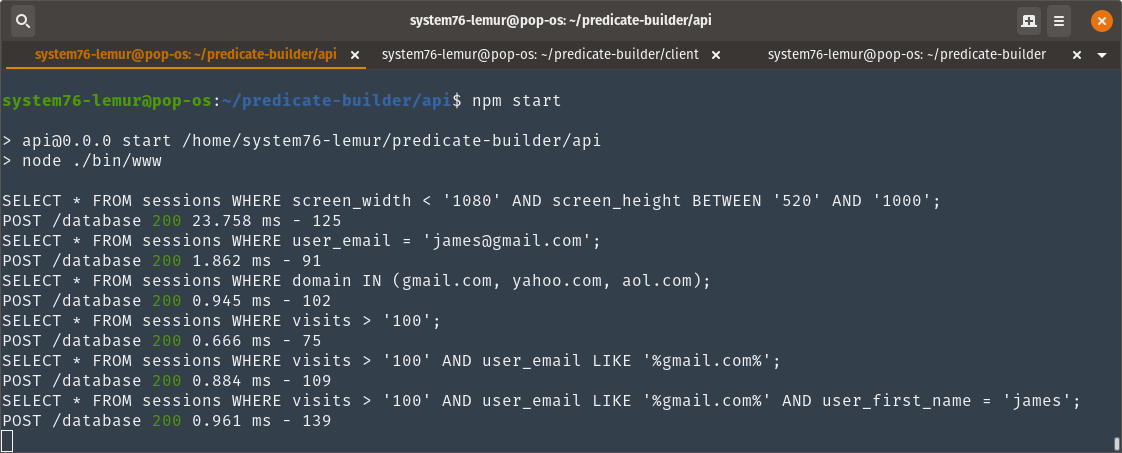 system76-lemur@pop-os: ~/predicate-builder/api
system76-lemur@pop-os: ~/predicate-builder/api × system76-lemur@pop-os: ~/predicate-builder/client × system76-lemur@pop-os: ~/predicate-builder ×
system76-lemur@pop-os:~/predicate-builder/api$ npm start
> api@0.0.0 start /home/system76-lemur/predicate-builder/api
> node ./bin/www
SELECT * FROM sessions WHERE screen_width < '1080' AND screen_height BETWEEN '520' AND '1000';
POST /database 200 23.758 ms - 125
SELECT * FROM sessions WHERE user_email = 'james@gmail.com';
POST /database 200 1.862 ms - 91
SELECT * FROM sessions WHERE domain IN (gmail.com, yahoo.com, aol.com);
POST /database 200 0.945 ms - 102
SELECT * FROM sessions WHERE visits > '100';
POST /database 200 0.666 ms - 75
SELECT * FROM sessions WHERE visits > '100' AND user_email LIKE '%gmail.com%';
POST /database 200 0.884 ms - 109
SELECT * FROM sessions WHERE visits > '100' AND user_email LIKE '%gmail.com%' AND user_first_name = 'james';
POST /database 200 0.961 ms - 139